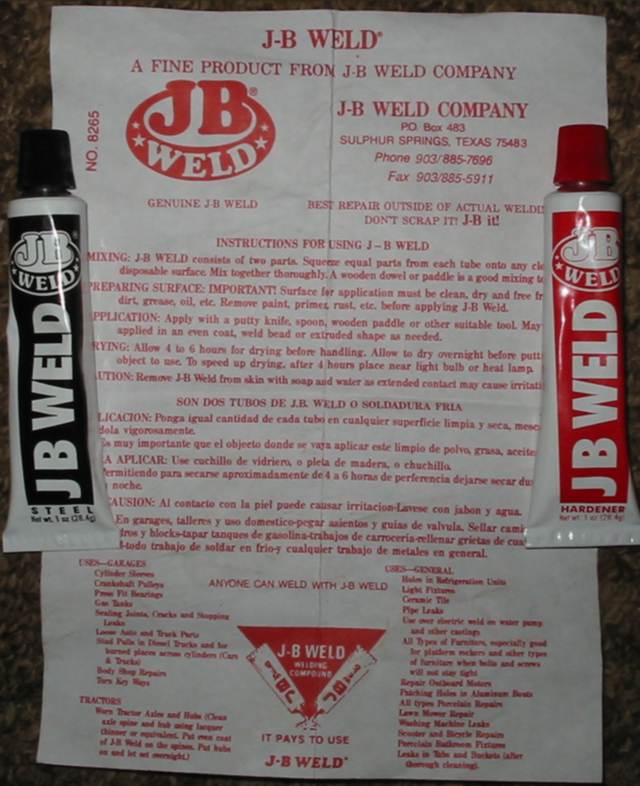 J-B WELD®
A FINE PRODUCT FROM J-B WELD COMPANY
NO. 8265
JB®
WELD
J-B WELD COMPANY
P.O. Box 483
SULPHUR SPRINGS, TEXAS 75483
Phone 903/885-7696
Fax 903/885-5911
GENUINE J-B WELD
BEST REPAIR OUTSIDE OF ACTUAL WELDI
DON'T SCRAP IT! J-B it!
INSTRUCTIONS FOR USING J-B WELD
MIXING: J-B WELD consists of two parts. Squeeze equal parts from each tube onto any cle
disposable surface. Mix together thoroughly. A wooden dowel or paddle is a good mixing to
PREPARING SURFACE: IMPORTANT! Surface for application must be clean, dry and free fr
dirt, grease, oil, etc. Remove paint, primer, rust, etc. before applying J-B Weld.
PPLICATION: Apply with a putty knife, spoon, wooden paddle or other suitable tool. May
applied in an even coat, weld bead or extruded shape as needed.
RYING: Allow 4 to 6 hours for drying before handling. Allow to dry overnight before putti
object to use. To speed up drying, after 4 hours place near light bulb or heat lamp.
AUTION: Remove J-B Weld from skin with soap and water as extended contact may cause irritati
SON DOS TUBOS DE J.B. WELD O SOLDADURA FRIA
LICACION: Ponga igual cantidad de cada tubo en cualquier superficie limpia y seca, mesc
dola vigorosamente.
Es muy importante que el objecto donde se vaya aplicar este limpio de polvo, grasa, aceite
A APLICAR: Use cuchillo de vidriero, o pleta de madera, o chuchillo.
Permitiendo para secarse aproximadamente de 4 a 6 horas de perferencia dejarse secar du
noche.
CAUSION: Al contacto con la piel puede causar irritacion-Lavese con jabon y agua.
En garages, talleres y uso domestico-pegar asientos y guias de valvula. Sellar cami
dros y blocks-tapar tanques de gasolina-trabajos de carroceria-rellenar grietas de cua
l-todo trabajo de soldar en frio-y cualquier trabajo de metales en general.
USES—GARAGES
Cylinder Sleeves
Crankshaft Pulleys
Press Fit Bearings
Gas Tanks
Sealing Joints, Cracks and Stopping
Leaks
Loose Auto and Truck Parts
Stud Pulls in Diesel Trucks and for
burned places across cylinders (Cars
& Trucks)
Body Shop Repairs
Torn Key Ways
TRACTORS
Worn Tractor Axles and Hubs (Clean
axle spine and hub using lacquer
thinner or equivalent. Put even coat
of J-B Weld on the spines. Put hubs
on and let set overnight.)
ANYONE CAN WELD WITH J-B WELD
J-B WELD
WELDING
COMPOUND
IT PAYS TO USE
J-B WELD®
USES—GENERAL
Holes in Refrigeration Units
Light Fixtures
Ceramic Tile
Pipe Leaks
Use over electric weld on water pump
and other castings
All Types of Furniture, especially good
for platform rockers and other types
of furniture when bolts and screws
will not stay tight
Repair Outboard Motors
Patching Holes in Aluminum Boats
All types Porcelain Repairs
Lawn Mower Repair
Washing Machine Leaks
Scooter and Bicycle Repairs
Porcelain Bathroom Fixtures
Leaks in Tubs and Buckets (after
thorough cleaning).
JB
WELD
JB WELD
STEEL
Net wt. 1 oz (28.4g)
JB
WELD
JB WELD
HARDENER
Net wt. 1 oz (28.4g)